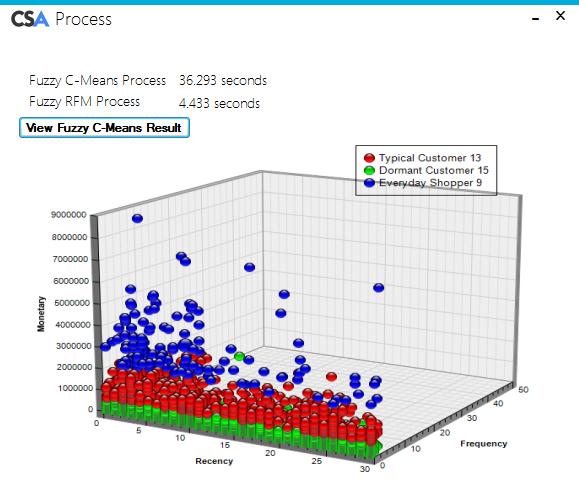 CSA Process
Fuzzy C-Means Process 36.293 seconds
Fuzzy RFM Process 4.433 seconds
View Fuzzy C-Means Result
Typical Customer 13
Dormant Customer 15
Everyday Shopper 9
9000000
8000000
7000000
6000000
5000000
4000000
3000000
2000000
1000000
0
Monetary
0
5
10
15
20
25
30
Recency
0
10
20
30
40
50
Frequency